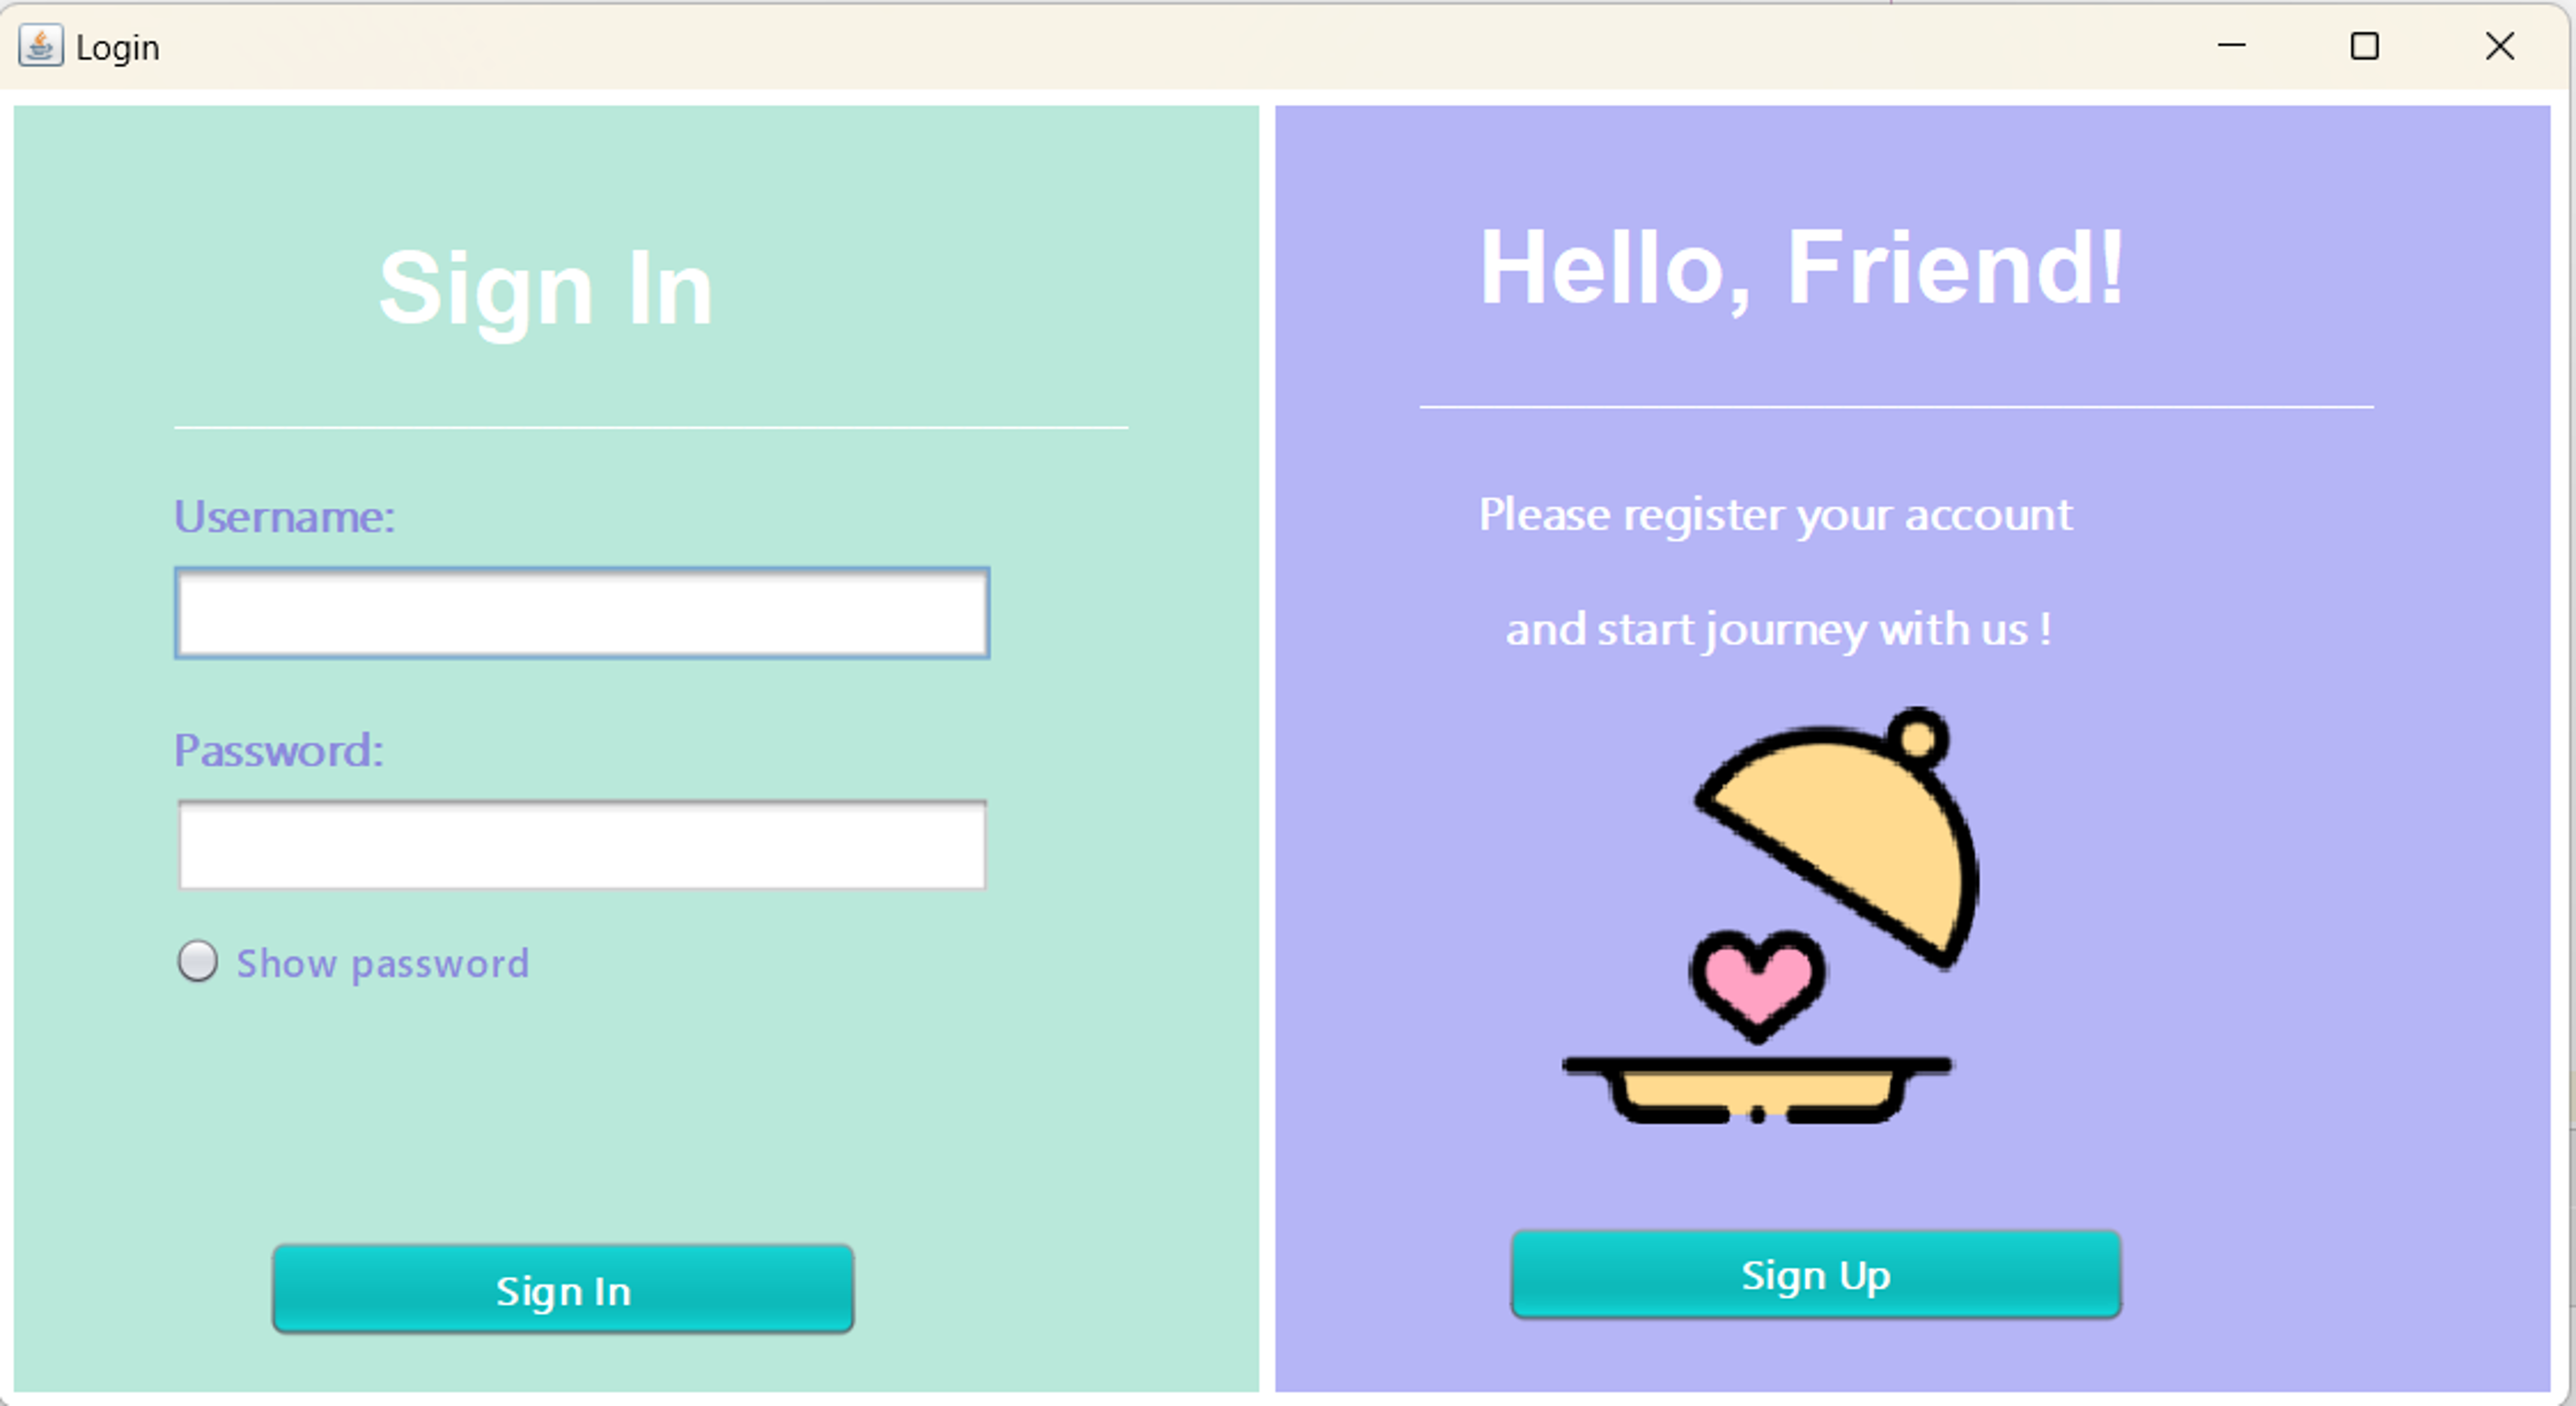 Login
Sign In
Username:
Password:
Show password
Sign In
Hello, Friend!
Please register your account
and start journey with us !
Sign Up